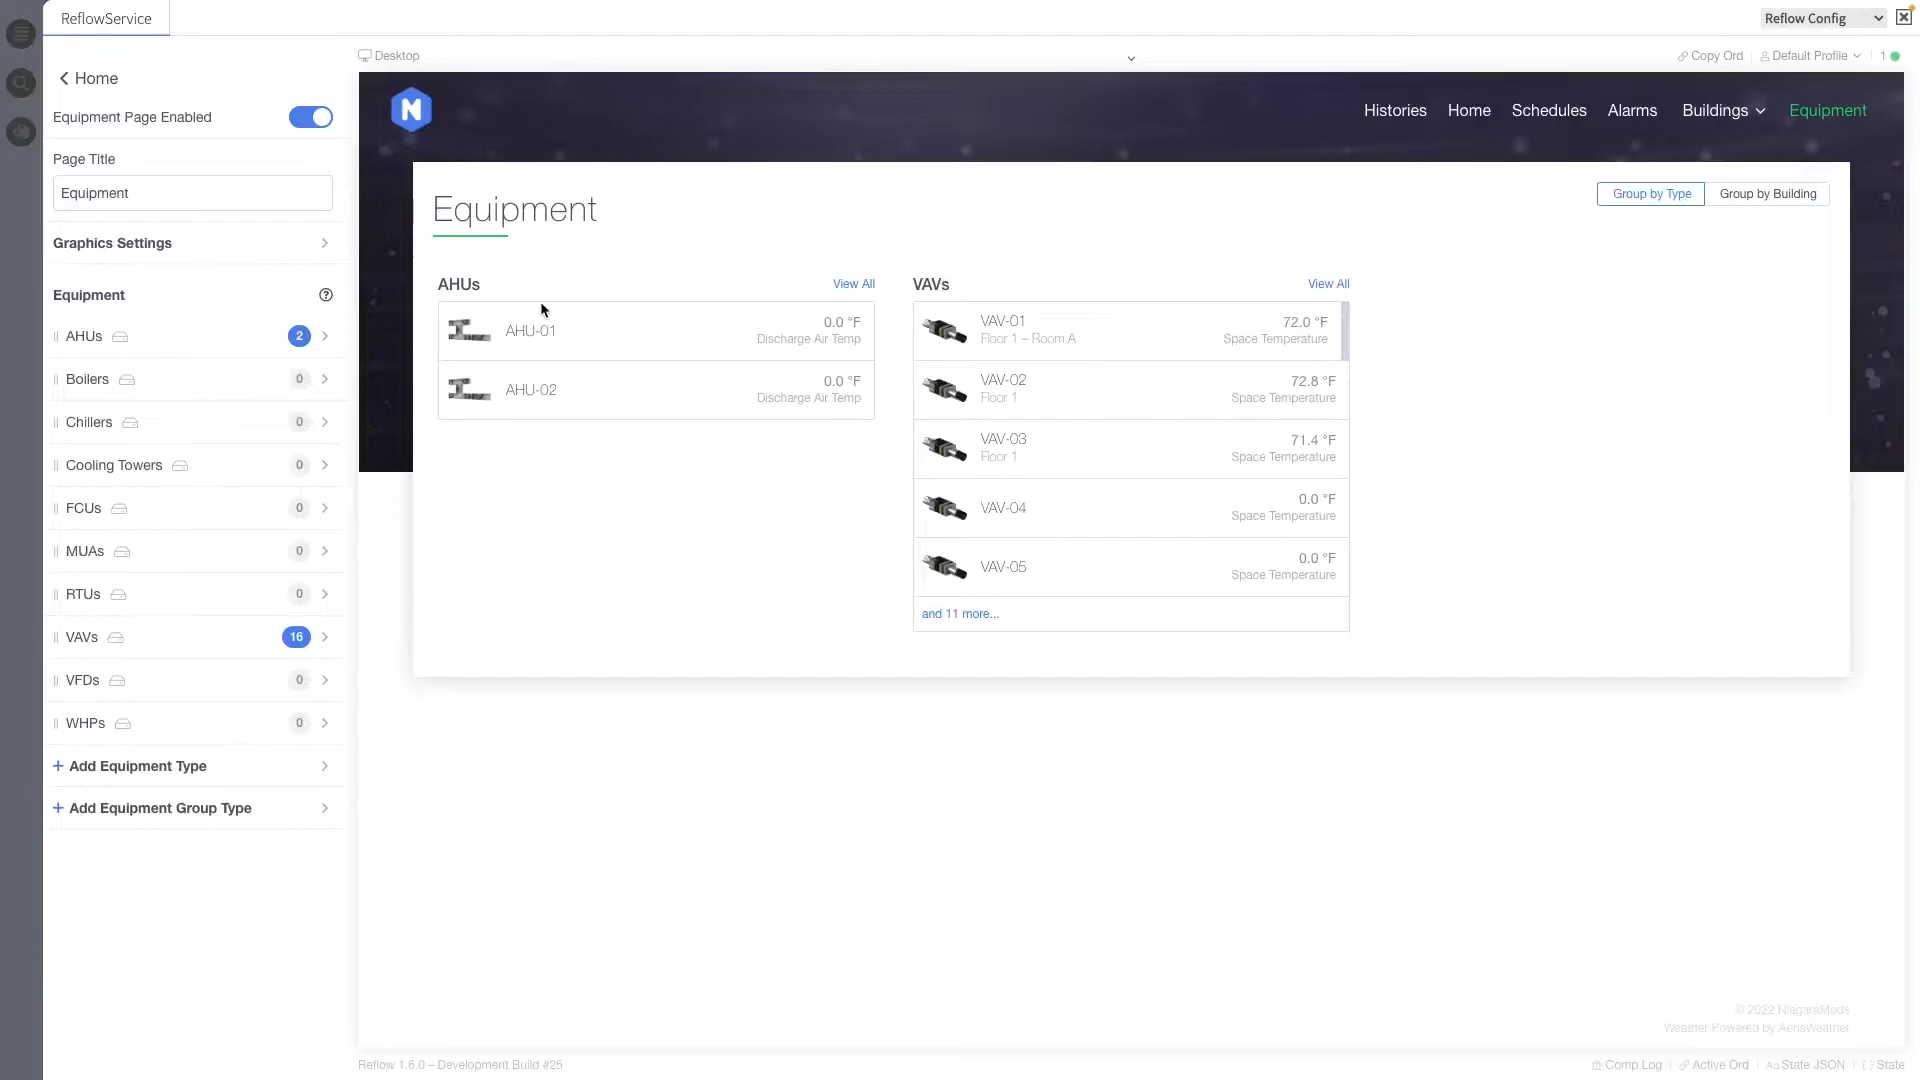 ReflowService
Reflow Config
Desktop
Copy Ord
Default Profile
1
Home
Equipment Page Enabled
Page Title
Equipment
Graphics Settings
Equipment
AHUs 2
Boilers 0
Chillers 0
Cooling Towers 0
FCUs 0
MUAs 0
RTUs 0
VAVs 16
VFDs 0
WHPs 0
+ Add Equipment Type
+ Add Equipment Group Type
N
Histories Home Schedules Alarms Buildings Equipment
Equipment
Group by Type Group by Building
AHUs View All
AHU-01
0.0 °F
Discharge Air Temp
AHU-02
0.0 °F
Discharge Air Temp
VAVs View All
VAV-01 72.0 °F
Floor 1 – Room A Space Temperature
VAV-02 72.8 °F
Floor 1 Space Temperature
VAV-03 71.4 °F
Floor 1 Space Temperature
VAV-04
0.0 °F
Space Temperature
VAV-05
0.0 °F
Space Temperature
and 11 more...
© 2022 NiagaraMods
Weather Powered by AerisWeather
Reflow 1.6.0 – Development Build #25
Comp Log Active Ord Aa State JSON { } State